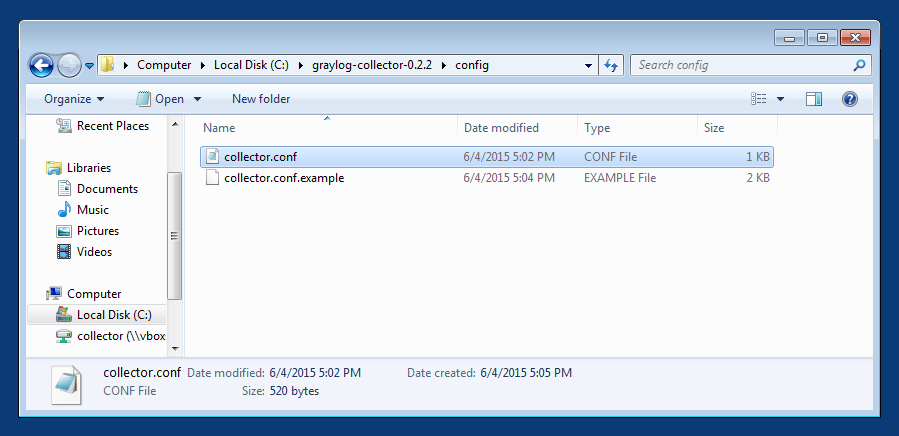 Computer Local Disk (C:) graylog-collector-0.2.2 config Search config
Organize Open New folder
Name Date modified Type Size
Recent Places
Libraries
Documents
Music
Pictures
Videos
Computer
Local Disk (C:)
collector (\\vbox
collector.conf 6/4/2015 5:02 PM CONF File 1 KB
collector.conf.example 6/4/2015 5:04 PM EXAMPLE File 2 KB
collector.conf Date modified: 6/4/2015 5:02 PM Date created: 6/4/2015 5:05 PM
CONF File Size: 520 bytes